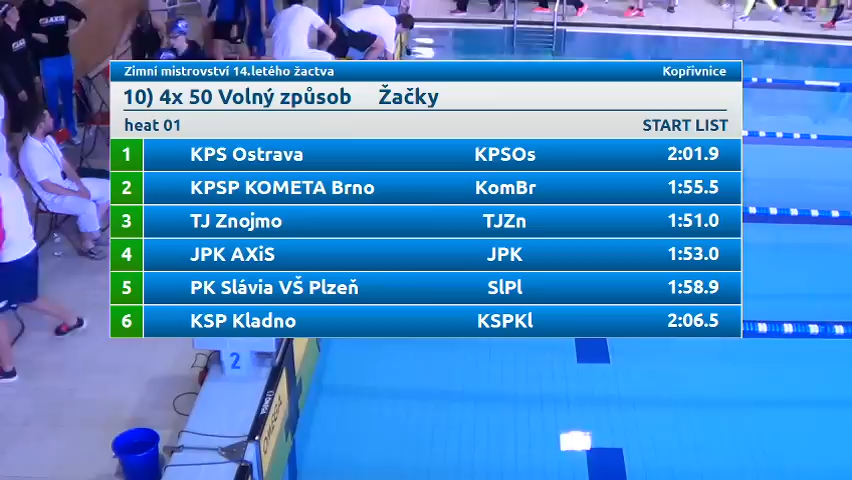 Zimní mistrovství 14.letého žactva Kopřivnice
10) 4x 50 Volný způsob Žačky
heat 01 START LIST
1 KPS Ostrava KPSOs 2:01.9
2 KPSP KOMETA Brno KomBr 1:55.5
3 TJ Znojmo TJZn 1:51.0
4 JPK AXiS JPK 1:53.0
5 PK Slávia VŠ Plzeň SlPl 1:58.9
6 KSP Kladno KSPKl 2:06.5
2